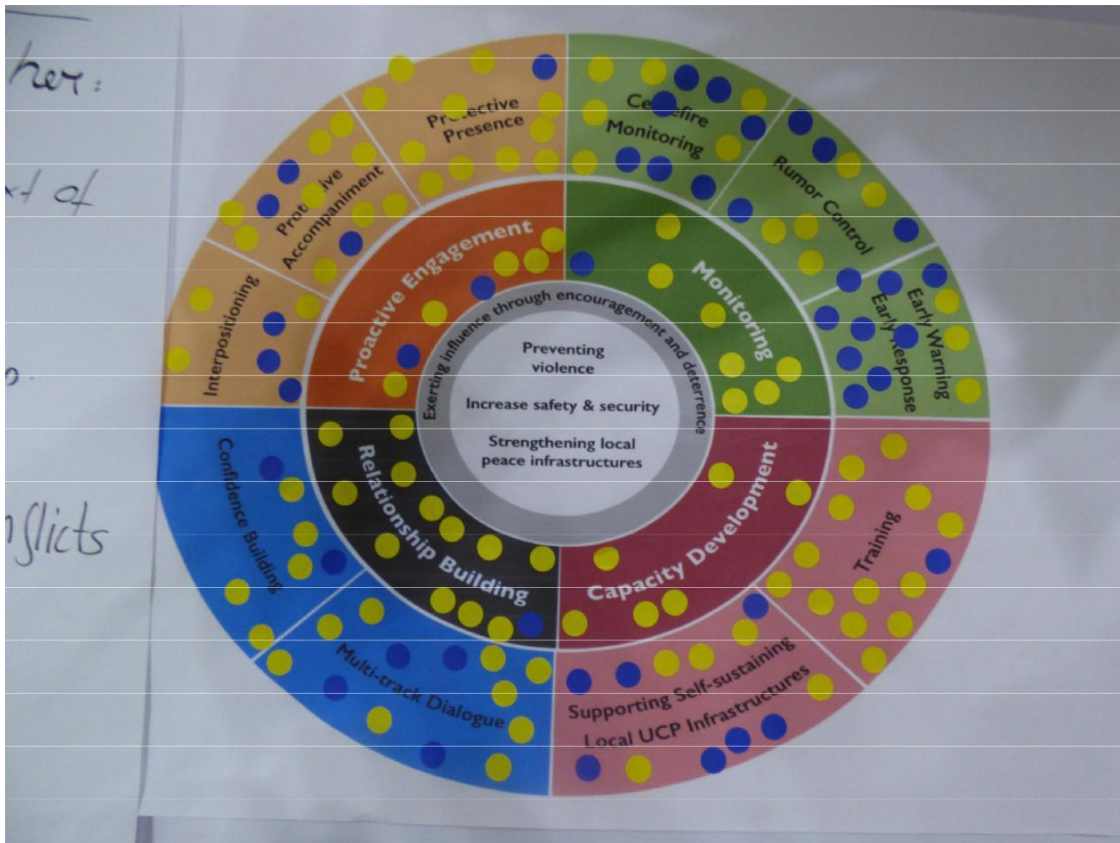 her:
of
nflicts
Protective
Presence
Ceasefire
Monitoring
Rumor Control
Early Warning
Early Response
Protective
Accompaniment
Interpositioning
Proactive Engagement
Monitoring
Exerting influence through encouragement and deterrence
Preventing
violence
Increase safety & security
Strengthening local
peace infrastructures
Relationship Building
Capacity Development
Confidence Building
Multi-track Dialogue
Training
Supporting Self-sustaining
Local UCP Infrastructures